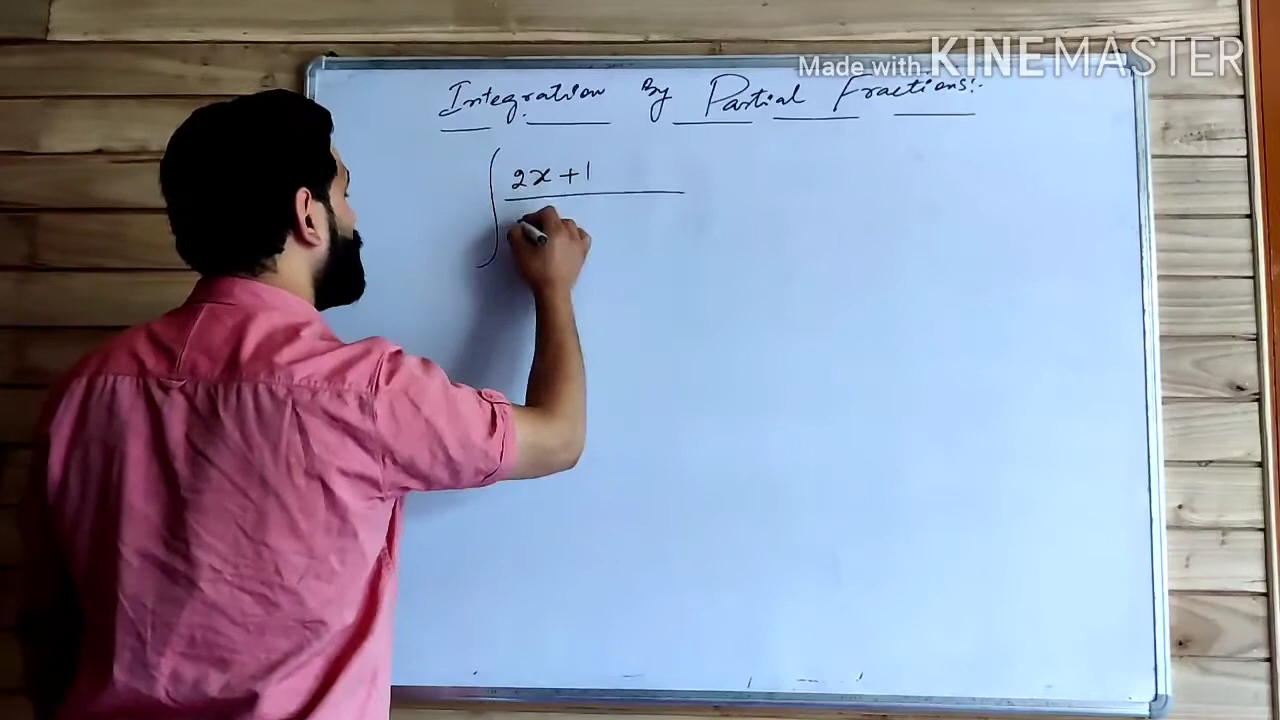 Made with KINEMASTER
Integration By Partial Fractions:-
∫ 2x + 1